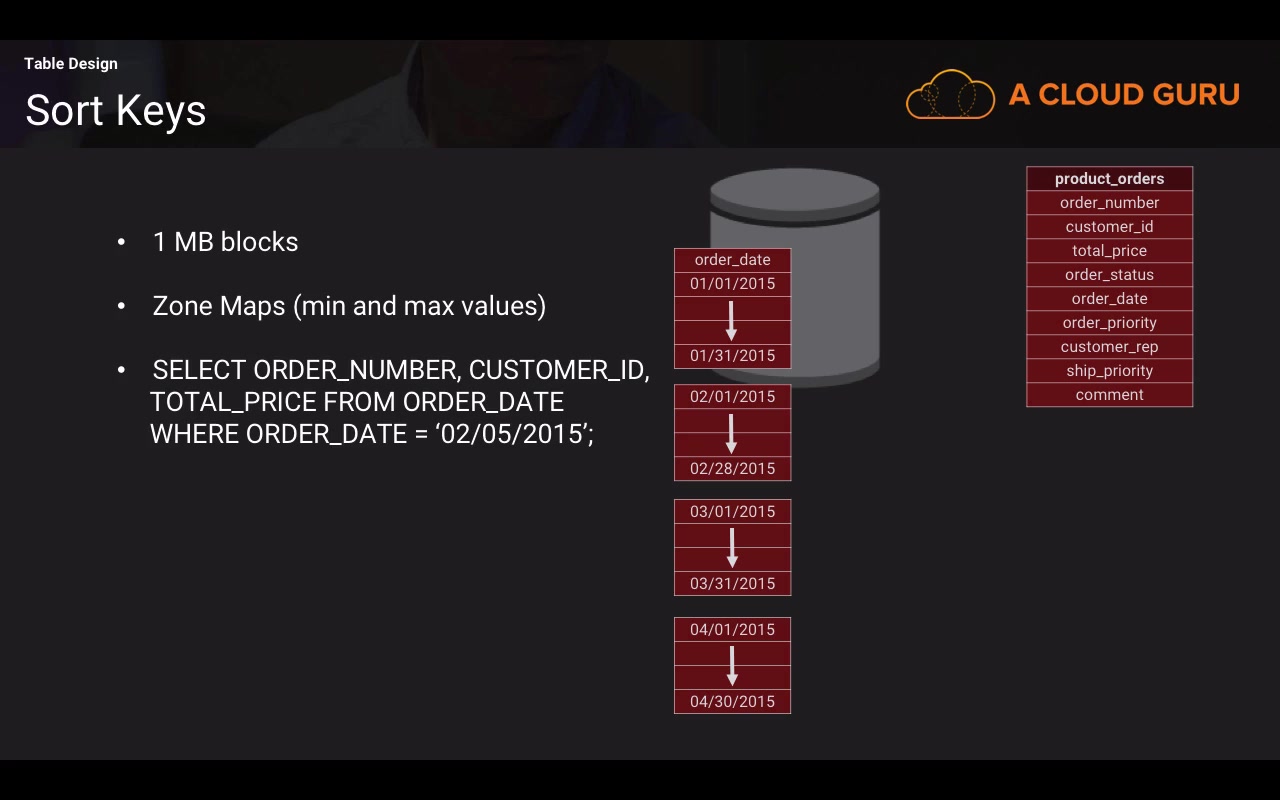 Table Design
Sort Keys
A CLOUD GURU
• 1 MB blocks
• Zone Maps (min and max values)
• SELECT ORDER_NUMBER, CUSTOMER_ID,
TOTAL_PRICE FROM ORDER_DATE
WHERE ORDER_DATE = ‘02/05/2015’;
order_date
01/01/2015
01/31/2015
02/01/2015
02/28/2015
03/01/2015
03/31/2015
04/01/2015
04/30/2015
product_orders
order_number
customer_id
total_price
order_status
order_date
order_priority
customer_rep
ship_priority
comment